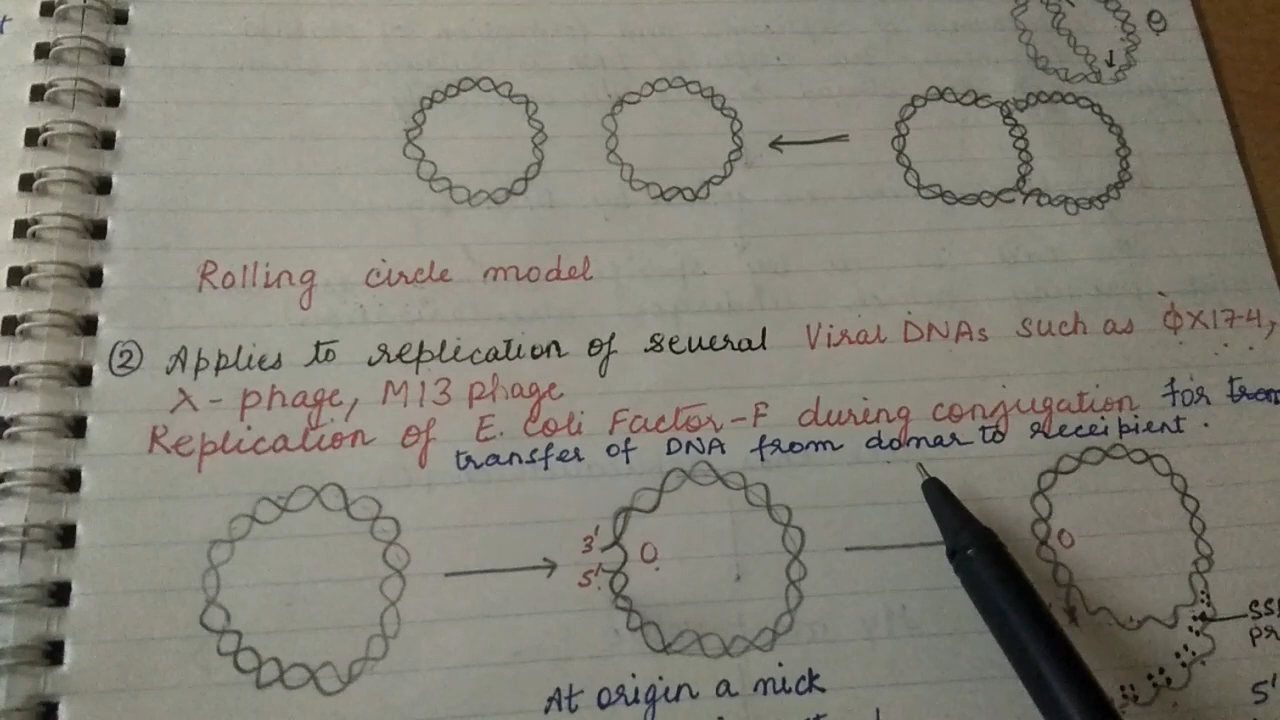 Rolling circle model
② Applies to replication of several Viral DNAs such as ϕX174,
λ-phage, M13 phage
Replication of E. Coli Factor-F during conjugation for
transfer of DNA from donar to receipient.
3' O
5'
O
5'
At origin a nick